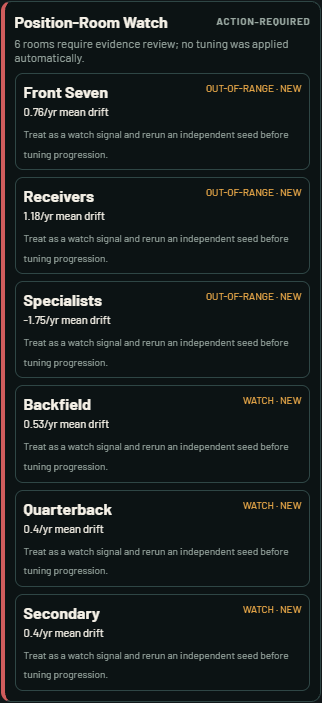 Position-Room Watch ACTION-REQUIRED
6 rooms require evidence review; no tuning was applied
automatically.
Front Seven OUT-OF-RANGE · NEW
0.76/yr mean drift
Treat as a watch signal and rerun an independent seed before
tuning progression.
Receivers OUT-OF-RANGE · NEW
1.18/yr mean drift
Treat as a watch signal and rerun an independent seed before
tuning progression.
Specialists OUT-OF-RANGE · NEW
-1.75/yr mean drift
Treat as a watch signal and rerun an independent seed before
tuning progression.
Backfield WATCH · NEW
0.53/yr mean drift
Treat as a watch signal and rerun an independent seed before
tuning progression.
Quarterback WATCH · NEW
0.4/yr mean drift
Treat as a watch signal and rerun an independent seed before
tuning progression.
Secondary WATCH · NEW
0.4/yr mean drift
Treat as a watch signal and rerun an independent seed before
tuning progression.